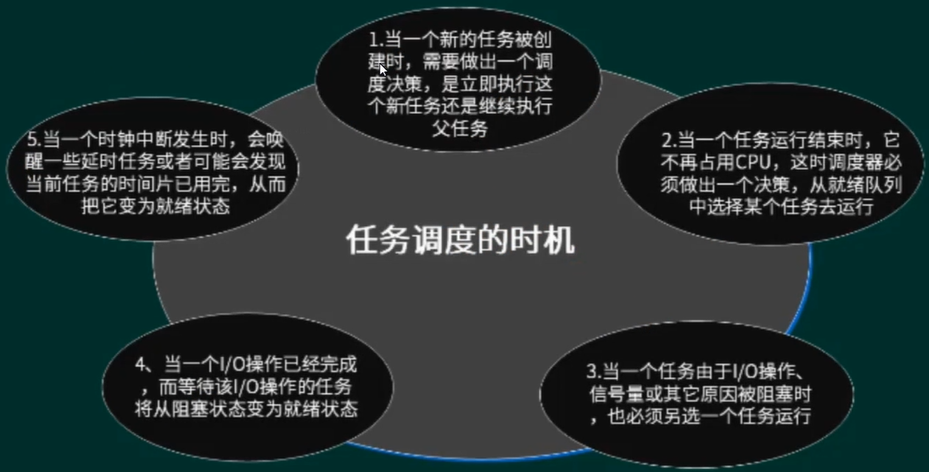 1.当一个新的任务被创
建时，需要做出一个调
度决策，是立即执行这
个新任务还是继续执行
父任务
2.当一个任务运行结束时，它
不再占用CPU，这时调度器必
须做出一个决策，从就绪队列
中选择某个任务去运行
3.当一个任务由于I/O操作、
信号量或其它原因被阻塞时
，也必须另选一个任务运行
4、当一个I/O操作已经完成
，而等待该I/O操作的任务
将从阻塞状态变为就绪状态
5.当一个时钟中断发生时，会唤
醒一些延时任务或者可能会发现
当前任务的时间片已用完，从而
把它变为就绪状态
任务调度的时机